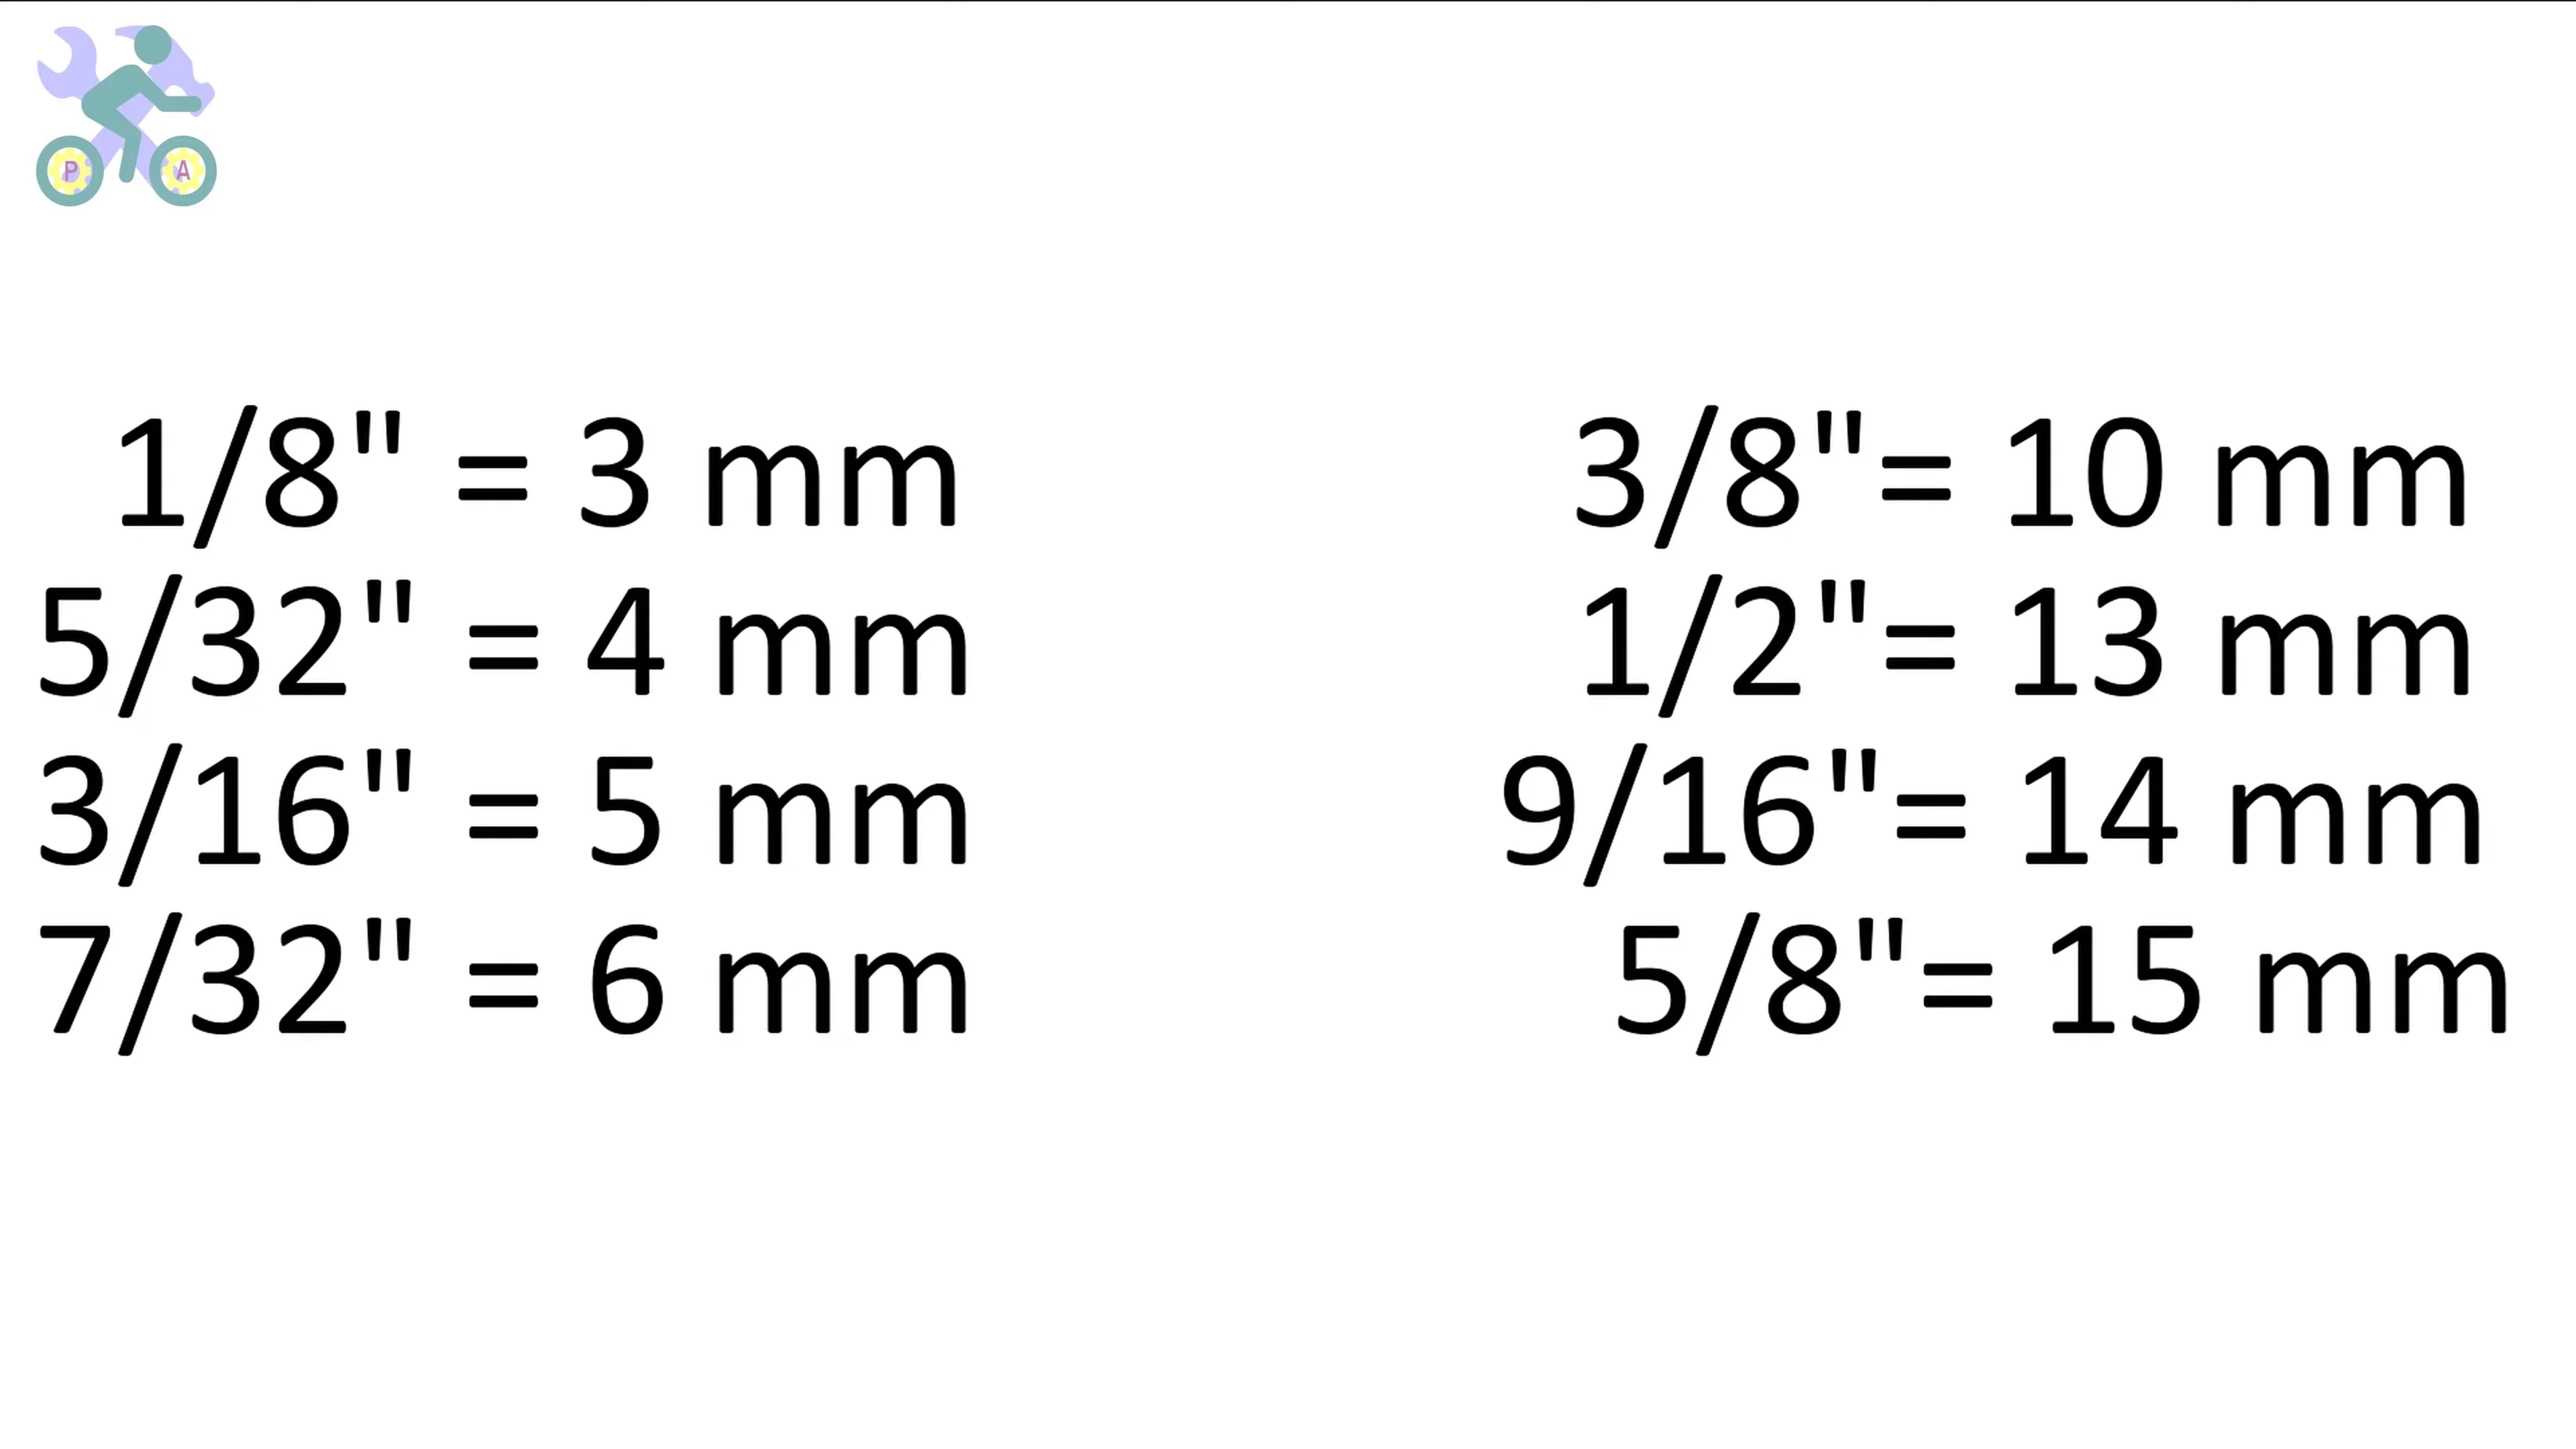 P A
1/8" = 3 mm
5/32" = 4 mm
3/16" = 5 mm
7/32" = 6 mm
3/8"= 10 mm
1/2"= 13 mm
9/16"= 14 mm
5/8"= 15 mm